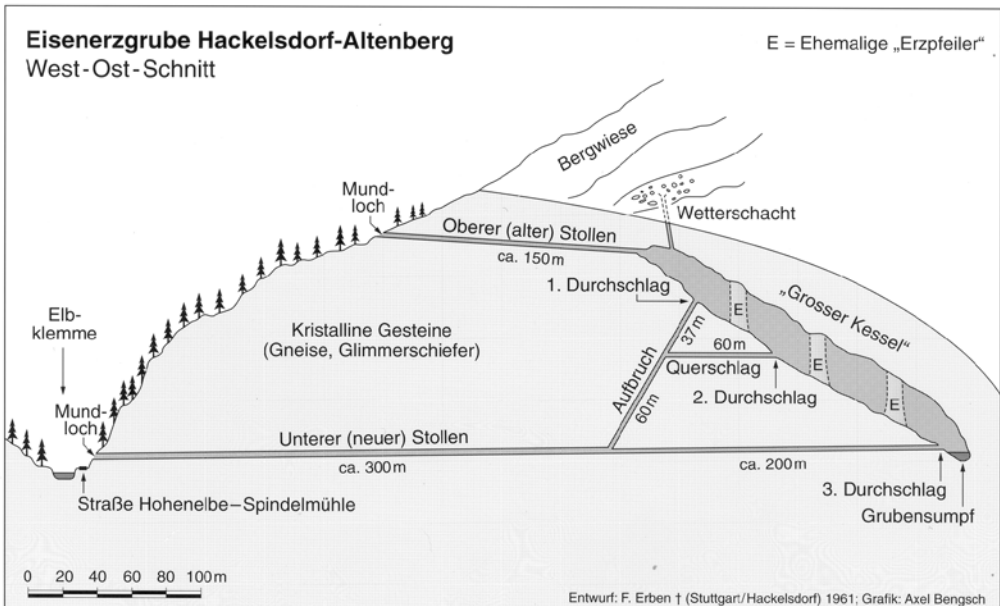 Eisenerzgrube Hackelsdorf-Altenberg
West-Ost-Schnitt
E = Ehemalige „Erzpfeiler“
Bergwiese
Mund-
loch
Wetterschacht
Oberer (alter) Stollen
ca. 150m
1. Durchschlag
„Grosser Kessel“
E
Elb-
klemme
Kristalline Gesteine
(Gneise, Glimmerschiefer)
37m
60m
Querschlag
E
Aufbruch
60m
2. Durchschlag
E
Mund-
loch
Unterer (neuer) Stollen
ca. 300m
ca. 200m
3. Durchschlag
Grubensumpf
Straße Hohenelbe–Spindelmühle
0 20 40 60 80 100m
Entwurf: F. Erben † (Stuttgart/Hackelsdorf) 1961; Grafik: Axel Bengsch